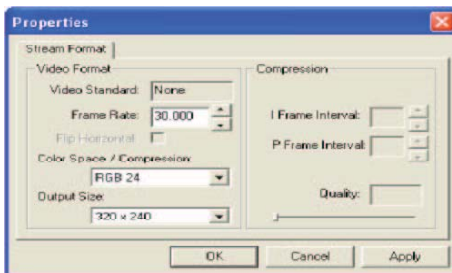 Properties
Stream Format
Video Format
Video Standard: None
Frame Rate: 30.000
Flip Horizontal:
Color Space / Compression:
RGB 24
Output Size:
320 x 240
Compression
I Frame Interval:
P Frame Interval:
Quality:
OK Cancel Apply